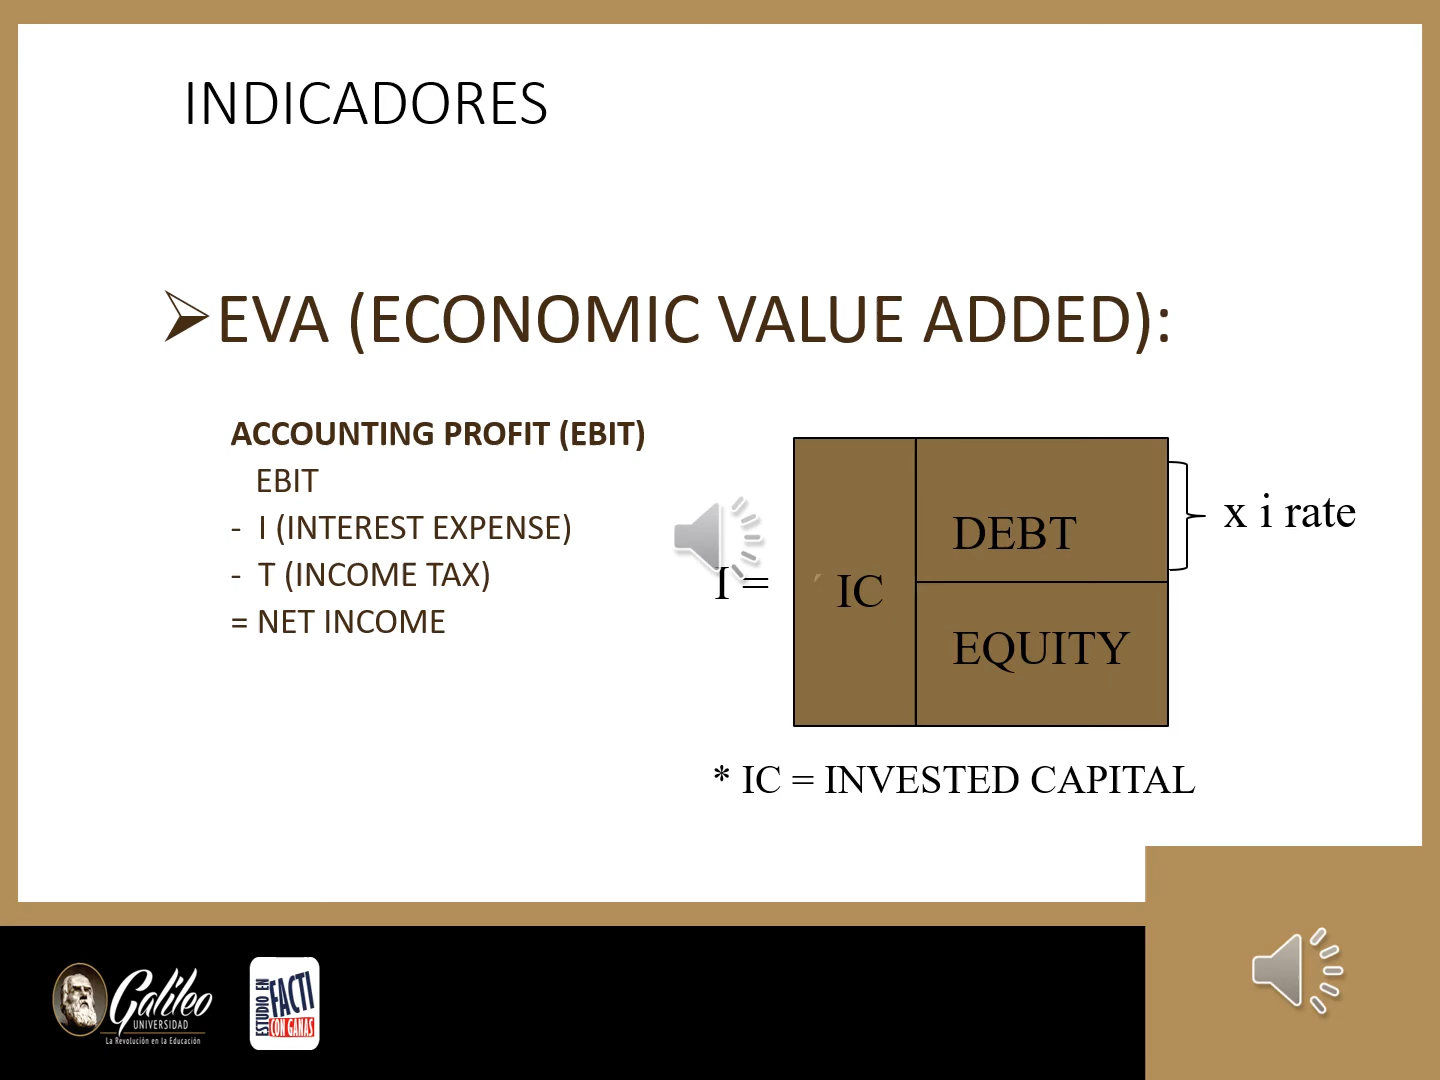 INDICADORES
EVA (ECONOMIC VALUE ADDED):
ACCOUNTING PROFIT (EBIT)
EBIT
- I (INTEREST EXPENSE)
- T (INCOME TAX)
= NET INCOME
I =
´ IC
DEBT
EQUITY
x i rate
* IC = INVESTED CAPITAL
Galileo
UNIVERSIDAD
La Revolución en la Educación
ESTUDIO EN
FACTI
CON GANAS